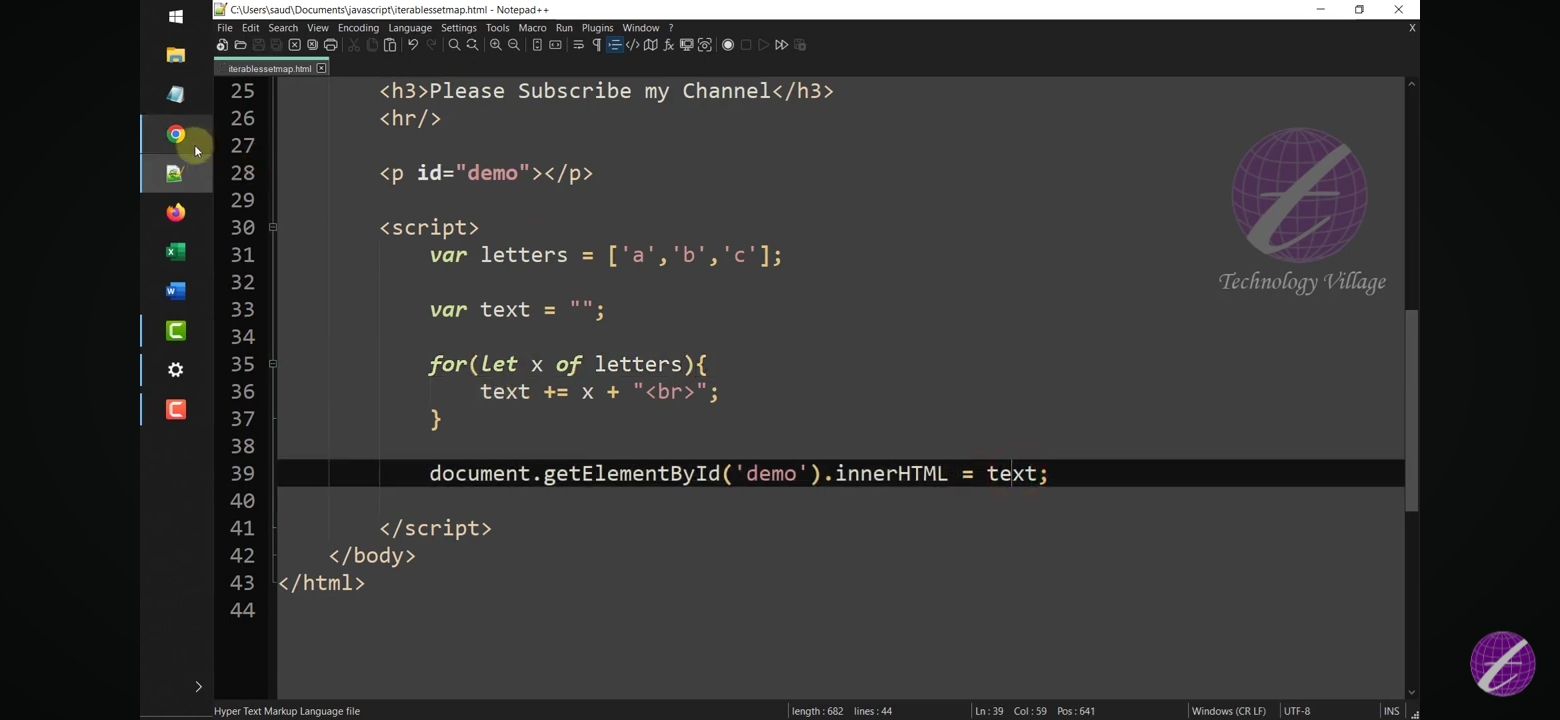 C:\Users\saud\Documents\javascript\iterablessetmap.html - Notepad++
File Edit Search View Encoding Language Settings Tools Macro Run Plugins Window ? X
iterablessetmap.html
25 <h3>Please Subscribe my Channel</h3>
26 <hr/>
27
28 <p id="demo"></p>
29
30 <script>
31 var letters = ['a','b','c'];
32
33 var text = "";
34
35 for(let x of letters){
36 text += x + "<br>";
37 }
38
39 document.getElementById('demo').innerHTML = text;
40
41 </script>
42 </body>
43 </html>
44
Technology Village
Hyper Text Markup Language file length : 682 lines : 44 Ln : 39 Col : 59 Pos : 641 Windows (CR LF) UTF-8 INS